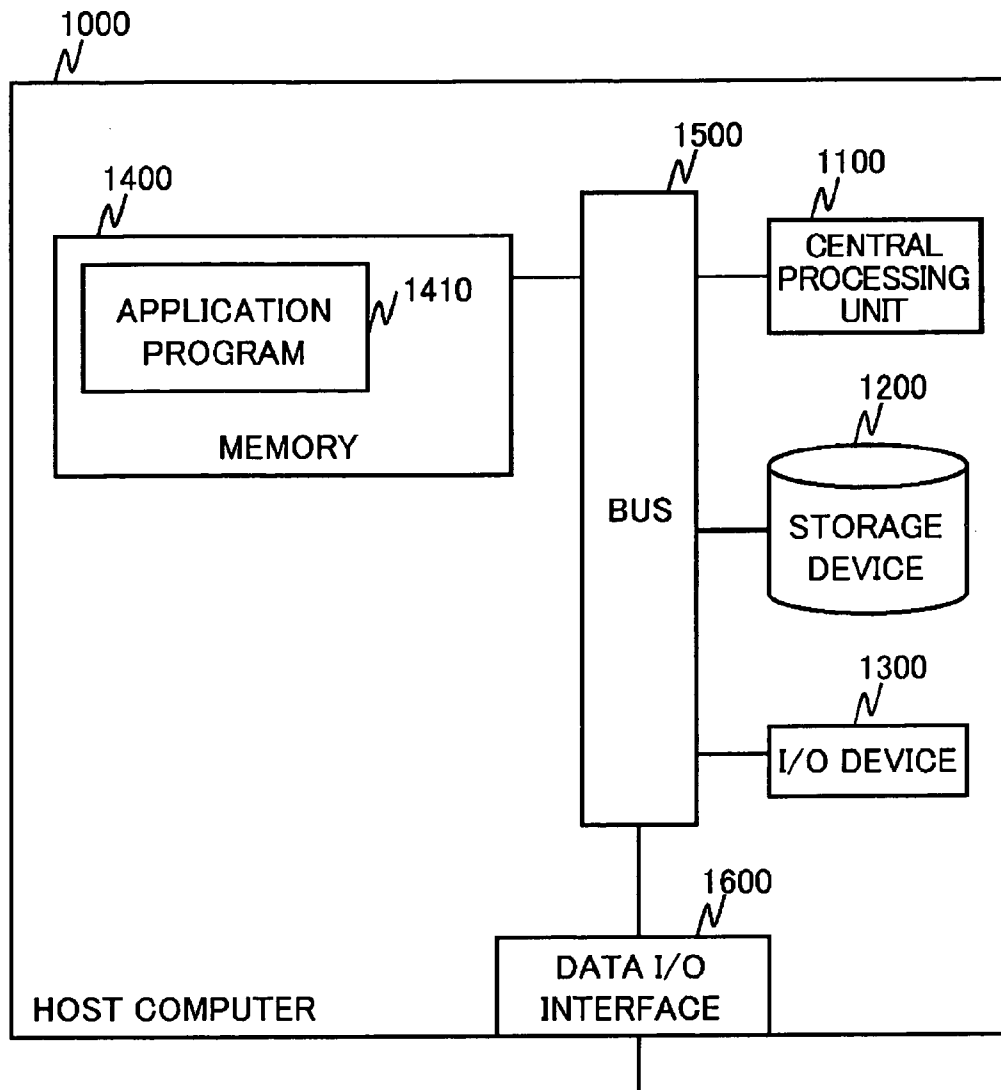 1000
1500
1400
1100
CENTRAL
PROCESSING
UNIT
1410
APPLICATION
PROGRAM
MEMORY
1200
BUS
STORAGE
DEVICE
1300
I/O DEVICE
1600
DATA I/O
INTERFACE
HOST COMPUTER